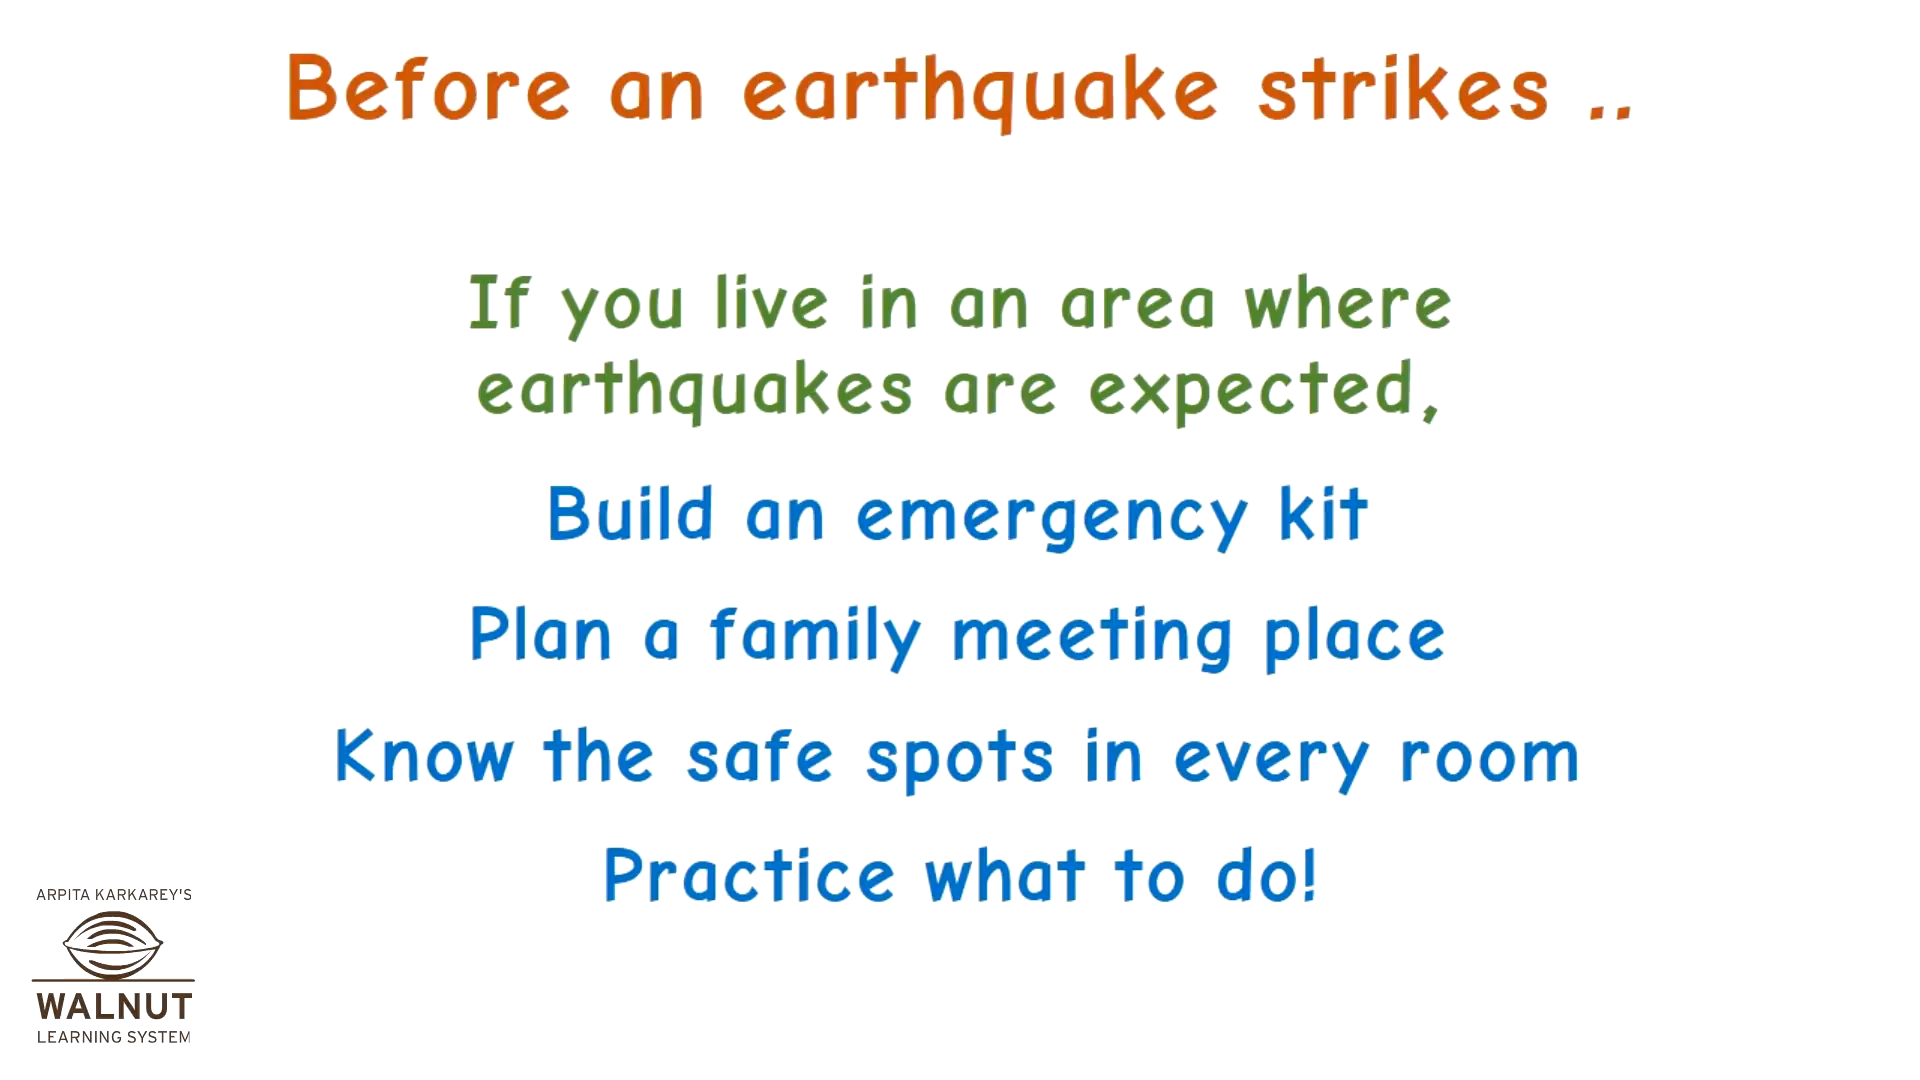 Before an earthquake strikes ..
If you live in an area where
earthquakes are expected,
Build an emergency kit
Plan a family meeting place
Know the safe spots in every room
Practice what to do!
ARPITA KARKAREY'S
WALNUT
LEARNING SYSTEM